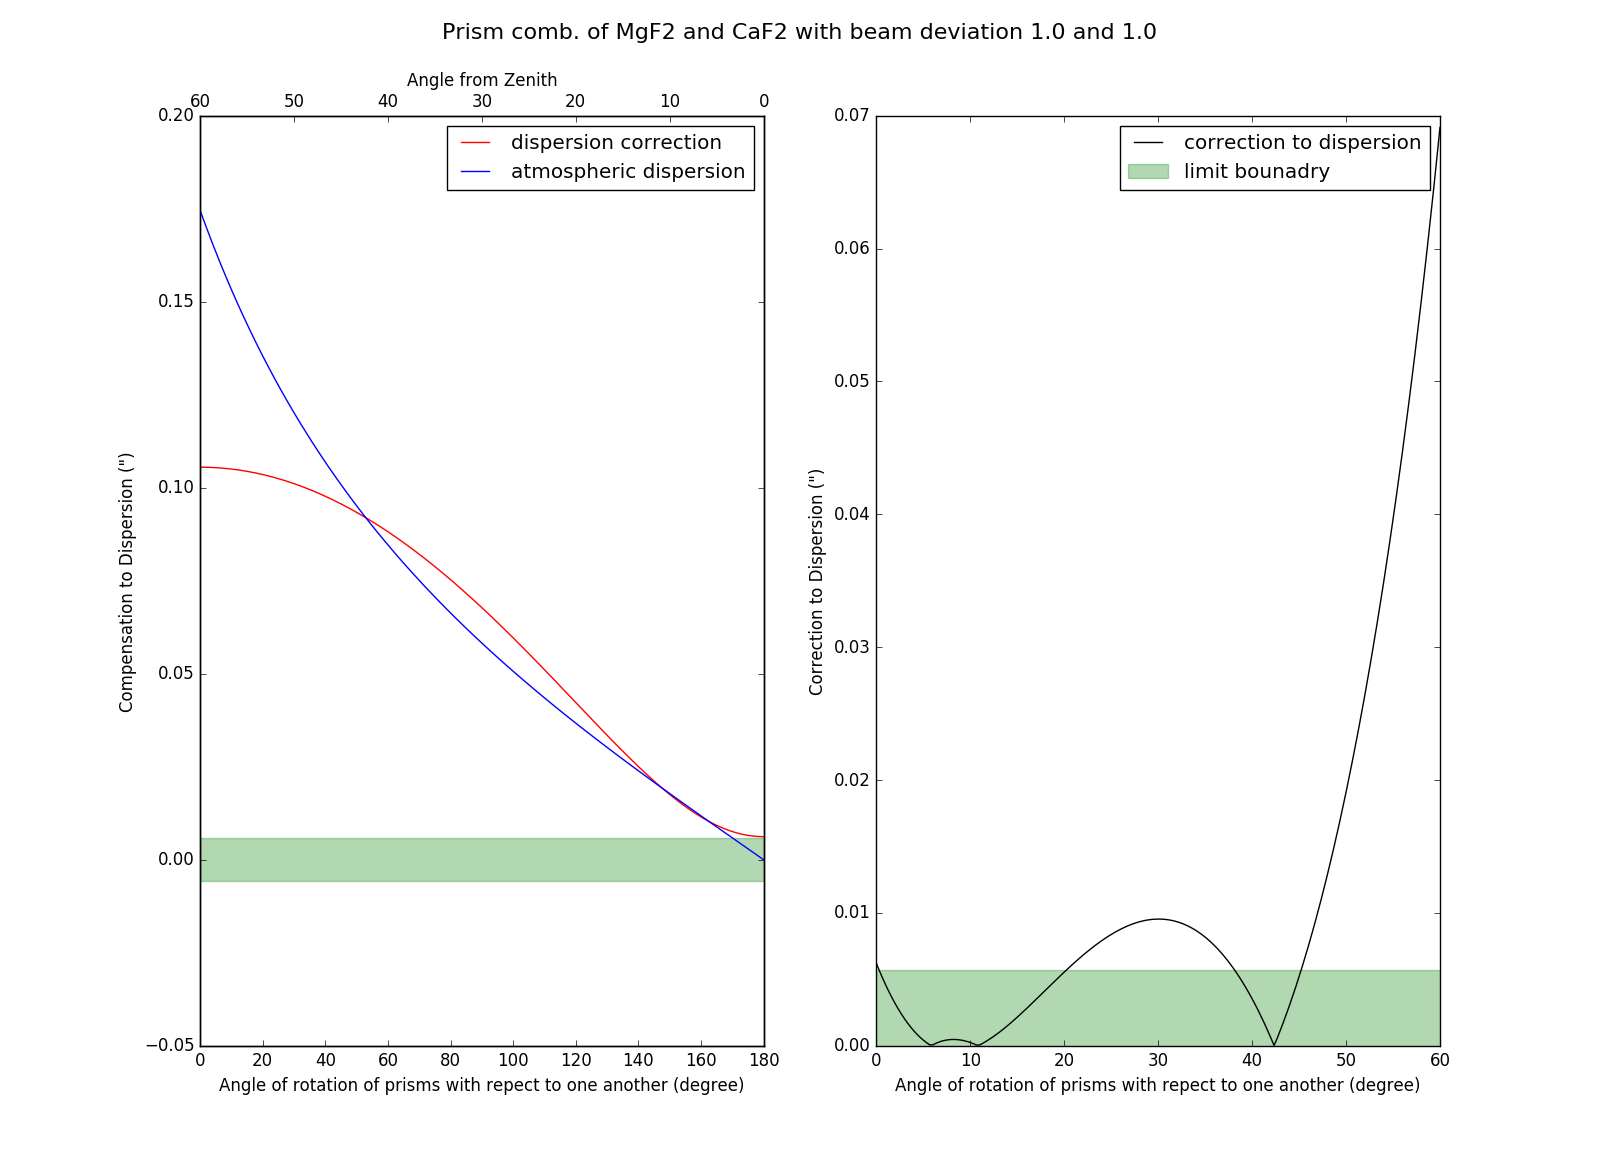 Prism comb. of MgF2 and CaF2 with beam deviation 1.0 and 1.0
Angle from Zenith
60 50 40 30 20 10 0
dispersion correction
atmospheric dispersion
0.20
0.15
0.10
0.05
0.00
−0.05
Compensation to Dispersion (")
0 20 40 60 80 100 120 140 160 180
Angle of rotation of prisms with repect to one another (degree)
correction to dispersion
limit bounadry
0.07
0.06
0.05
0.04
0.03
0.02
0.01
0.00
Correction to Dispersion (")
0 10 20 30 40 50 60
Angle of rotation of prisms with repect to one another (degree)